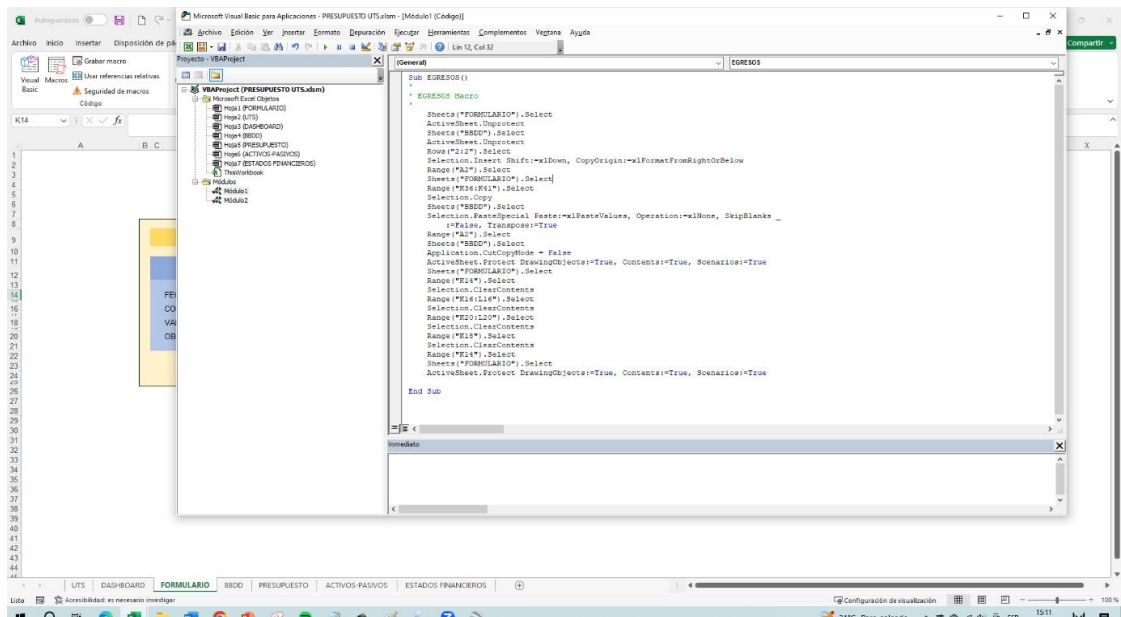 Autoguardado
Microsoft Visual Basic para Aplicaciones - PRESUPUESTO UTS.xlsm - [Módulo1 (Código)]
Archivo Edición Ver Insertar Formato Depuración Ejecutar Herramientas Complementos Ventana Ayuda
Lin 12, Col 32
Archivo Inicio Insertar Disposición de pá
Compartir
Grabar macro
Usar referencias relativas
Seguridad de macros
Visual Basic
Macros
Código
K14
fx
A B C X
Proyecto - VBAProject
VBAProject (PRESUPUESTO UTS.xlsm)
Microsoft Excel Objetos
Hoja1 (FORMULARIO)
Hoja2 (UTS)
Hoja3 (DASHBOARD)
Hoja4 (BBDD)
Hoja5 (PRESUPUESTO)
Hoja6 (ACTIVOS-PASIVOS)
Hoja7 (ESTADOS FINANCIEROS)
ThisWorkbook
Módulos
Módulo1
Módulo2
(General)
EGRESOS
Sub EGRESOS()
'
' EGRESOS Macro
'
Sheets("FORMULARIO").Select
ActiveSheet.Unprotect
Sheets("BBDD").Select
ActiveSheet.Unprotect
Rows("2:2").Select
Selection.Insert Shift:=xlDown, CopyOrigin:=xlFormatFromRightOrBelow
Range("A2").Select
Sheets("FORMULARIO").Select
Range("K36:K41").Select
Selection.Copy
Sheets("BBDD").Select
Selection.PasteSpecial Paste:=xlPasteValues, Operation:=xlNone, SkipBlanks _
:=False, Transpose:=True
Range("A2").Select
Sheets("BBDD").Select
Application.CutCopyMode = False
ActiveSheet.Protect DrawingObjects:=True, Contents:=True, Scenarios:=True
Sheets("FORMULARIO").Select
Range("K14").Select
Selection.ClearContents
Range("K16:L16").Select
Selection.ClearContents
Range("K20:L20").Select
Selection.ClearContents
Range("K18").Select
Selection.ClearContents
Range("K14").Select
Sheets("FORMULARIO").Select
ActiveSheet.Protect DrawingObjects:=True, Contents:=True, Scenarios:=True
End Sub
Inmediato
FE
CO
VA
OB
UTS DASHBOARD FORMULARIO BBDD PRESUPUESTO ACTIVOS-PASIVOS ESTADOS FINANCIEROS
Listo Accesibilidad: es necesario investigar
Configuración de visualización
100 %
15:11